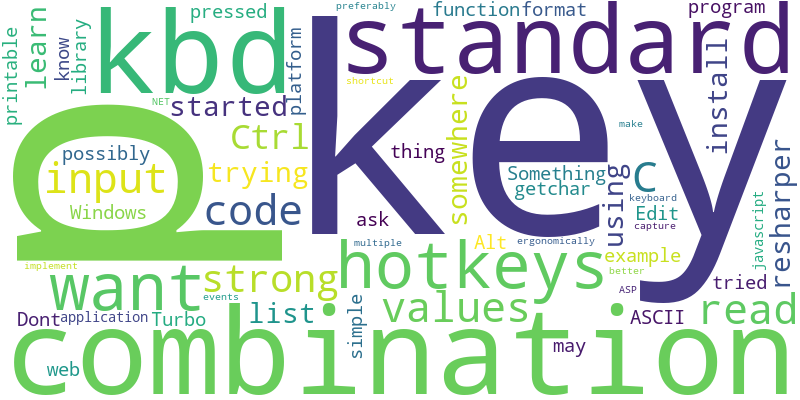 preferably
pressed
function
format
program
kbd
standard
learn
know
library
printable
platform
started
shortcut
NET
key
p
Ctrl
somewhere
install
make
possibly
thing
input
trying
Something
getchar
C
keyboard
using
resharper
javascript
Windows
code
ask
Edit
capture
Alt
multiple
ergonomically
example
better
implement
want
strong
hotkeys
ASP
tried
events
list
values
read
Dont
application
Turbo
simple
ASCII
combination
may
web